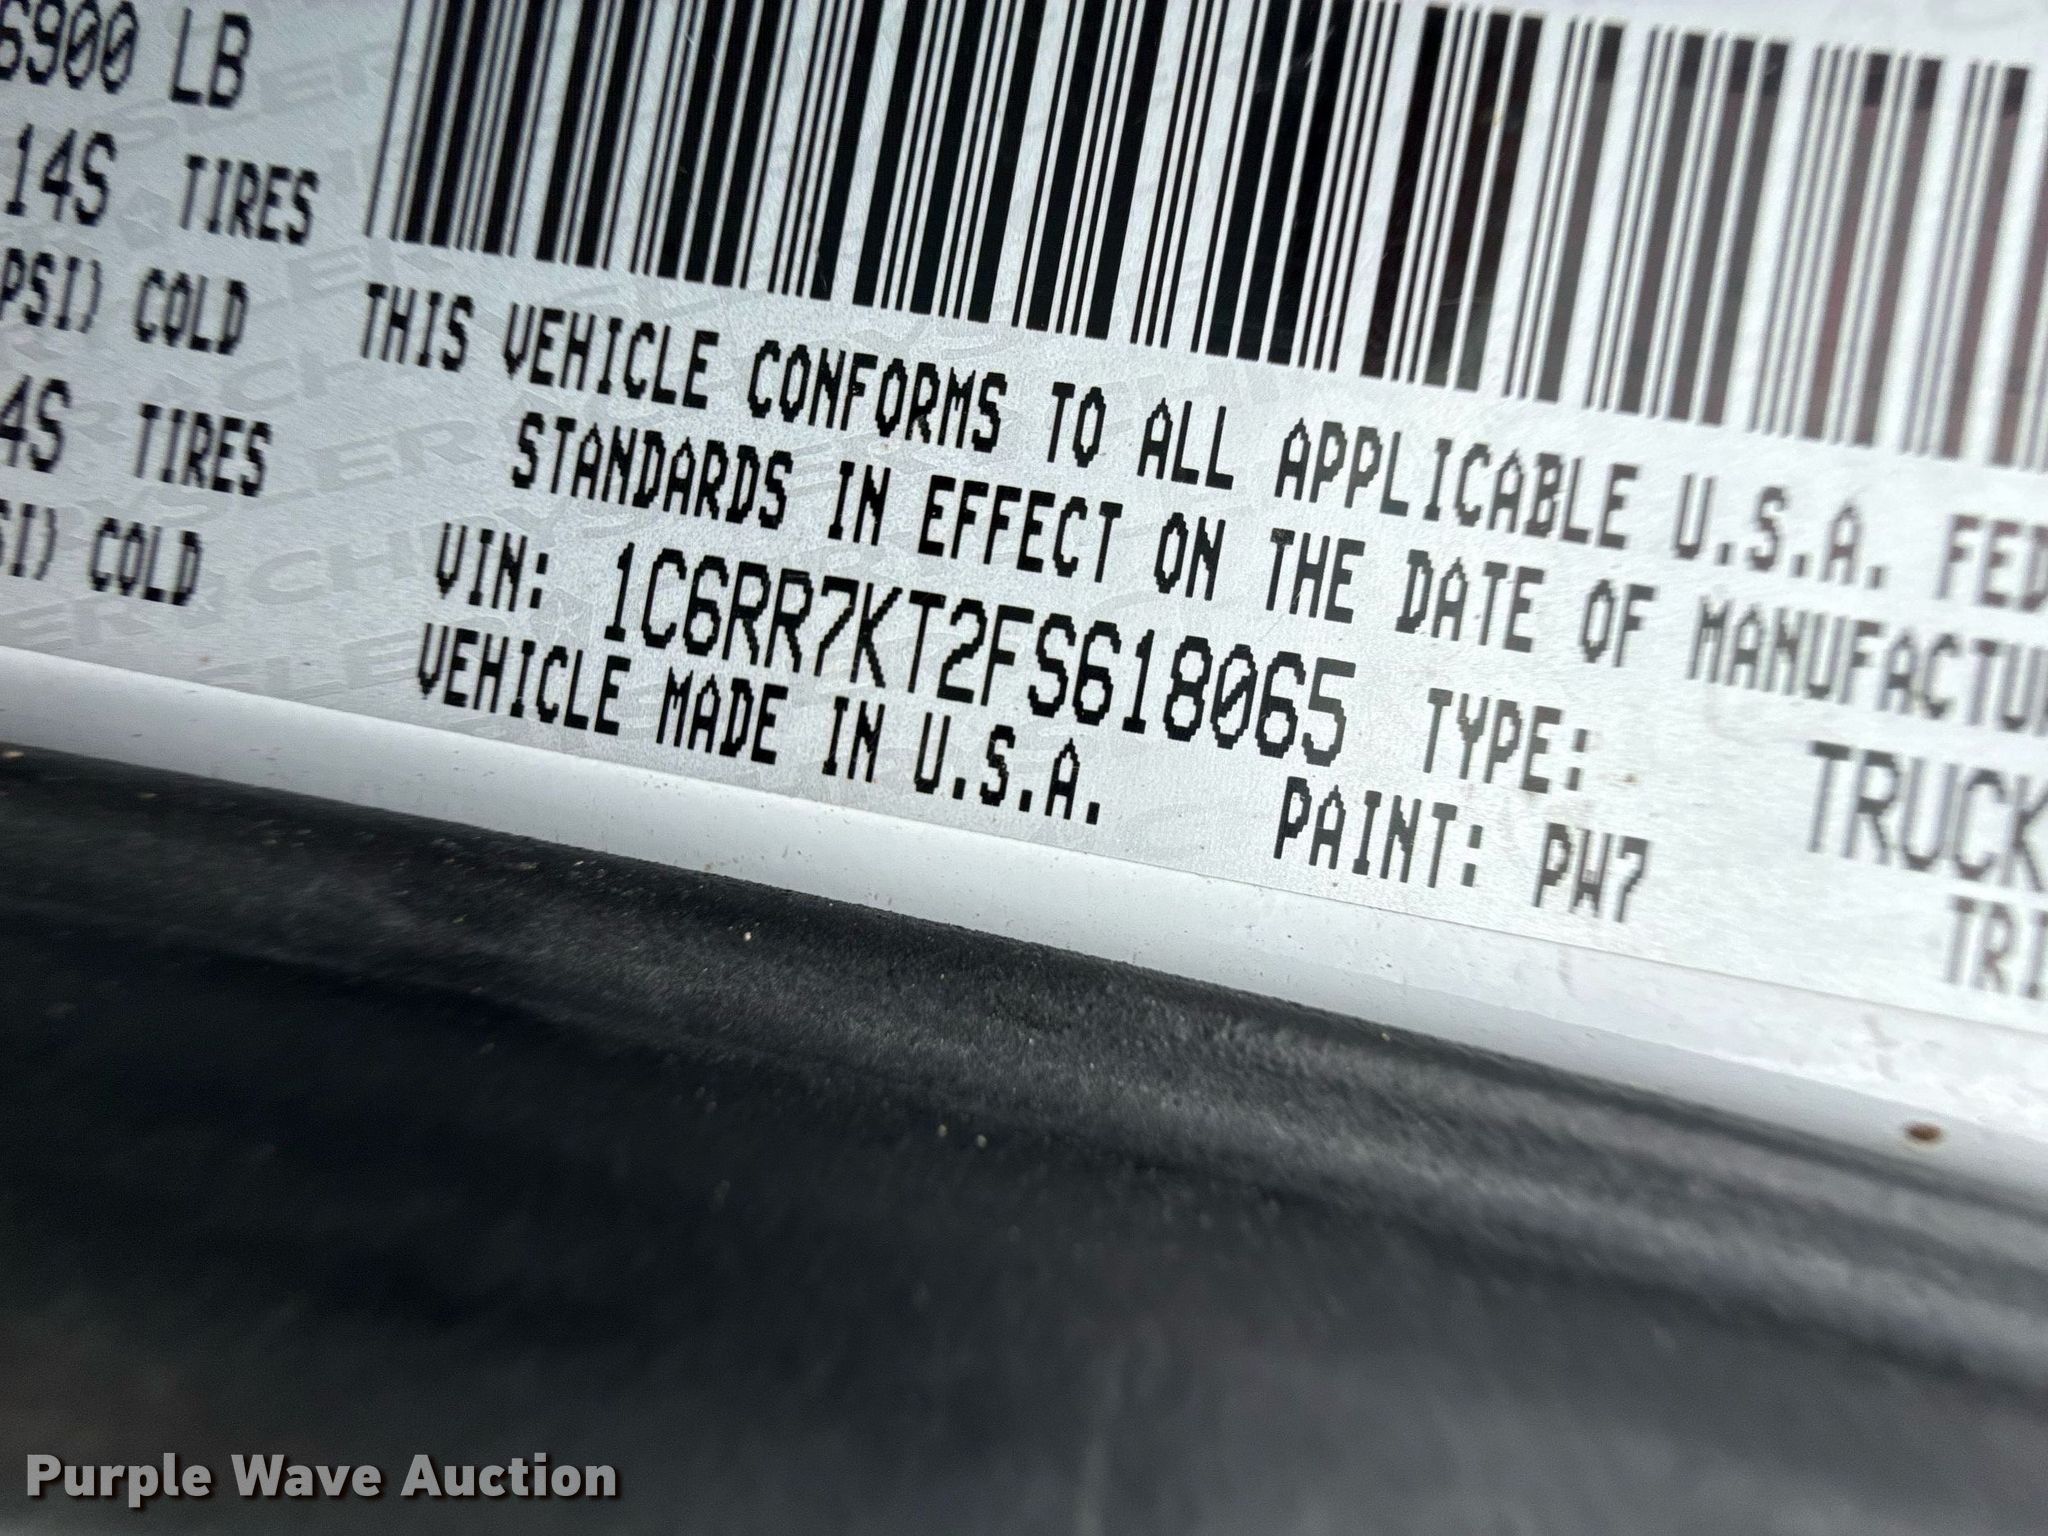 6900 LB
14S TIRES
PSI) COLD
4S TIRES
SI) COLD
THIS VEHICLE CONFORMS TO ALL APPLICABLE U.S.A. FED
STANDARDS IN EFFECT ON THE DATE OF MANUFACTU
VIN: 1C6RR7KT2FS618065 TYPE: TRUCK
VEHICLE MADE IN U.S.A. PAINT: PW7 TRI
Purple Wave Auction